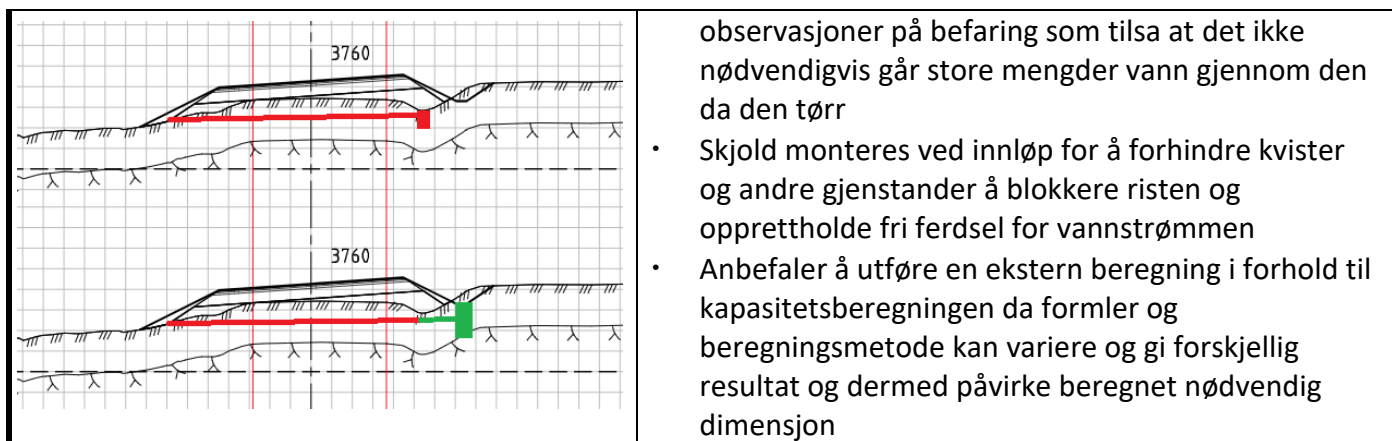 3760
3760
observasjoner på befaring som tilsa at det ikke
nødvendigvis går store mengder vann gjennom den
da den tørr
· Skjold monteres ved innløp for å forhindre kvister
og andre gjenstander å blokkere risten og
opprettholde fri ferdsel for vannstrømmen
· Anbefaler å utføre en ekstern beregning i forhold til
kapasitetsberegningen da formler og
beregningsmetode kan variere og gi forskjellig
resultat og dermed påvirke beregnet nødvendig
dimensjon